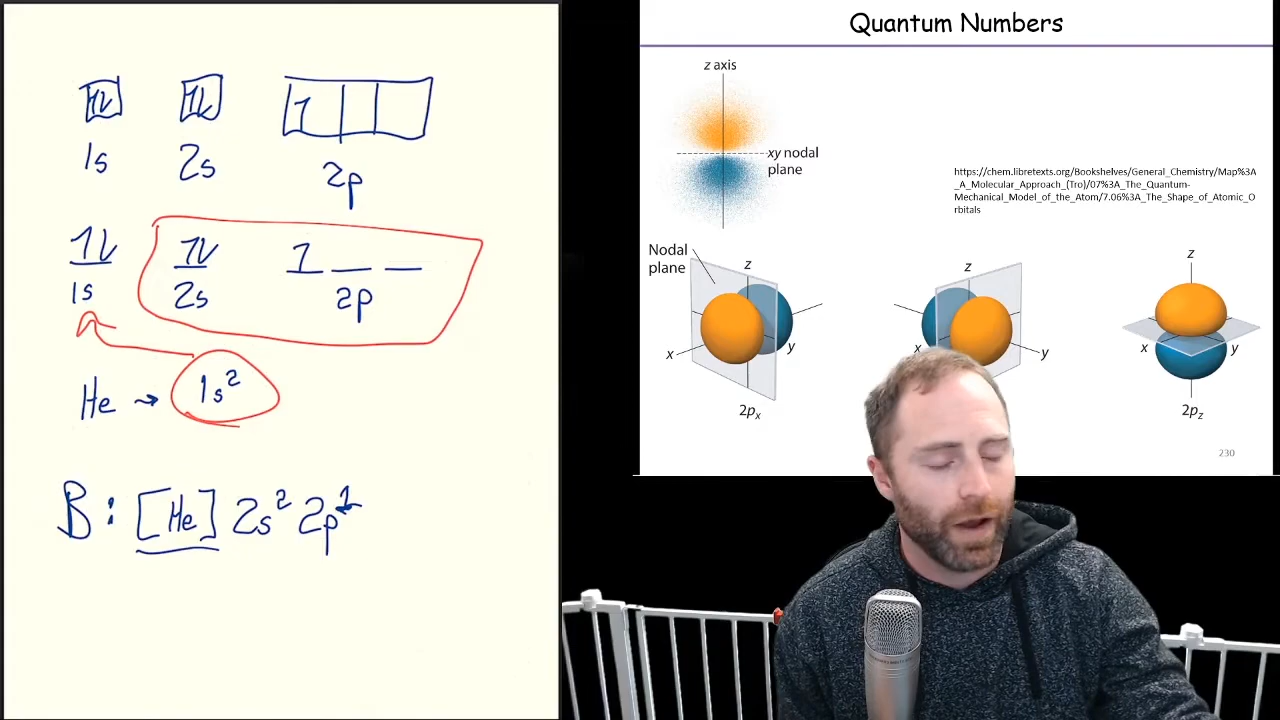 1s 2s 2p
1s 2s 2p
He → 1s²
B: [He] 2s² 2p¹
Quantum Numbers
z axis
xy nodal
plane
https://chem.libretexts.org/Bookshelves/General_Chemistry/Map%3A
_A_Molecular_Approach_(Tro)/07%3A_The_Quantum-
Mechanical_Model_of_the_Atom/7.06%3A_The_Shape_of_Atomic_O
rbitals
Nodal
plane
z
x
y
2px
z
x
y
z
x
y
2pz
230